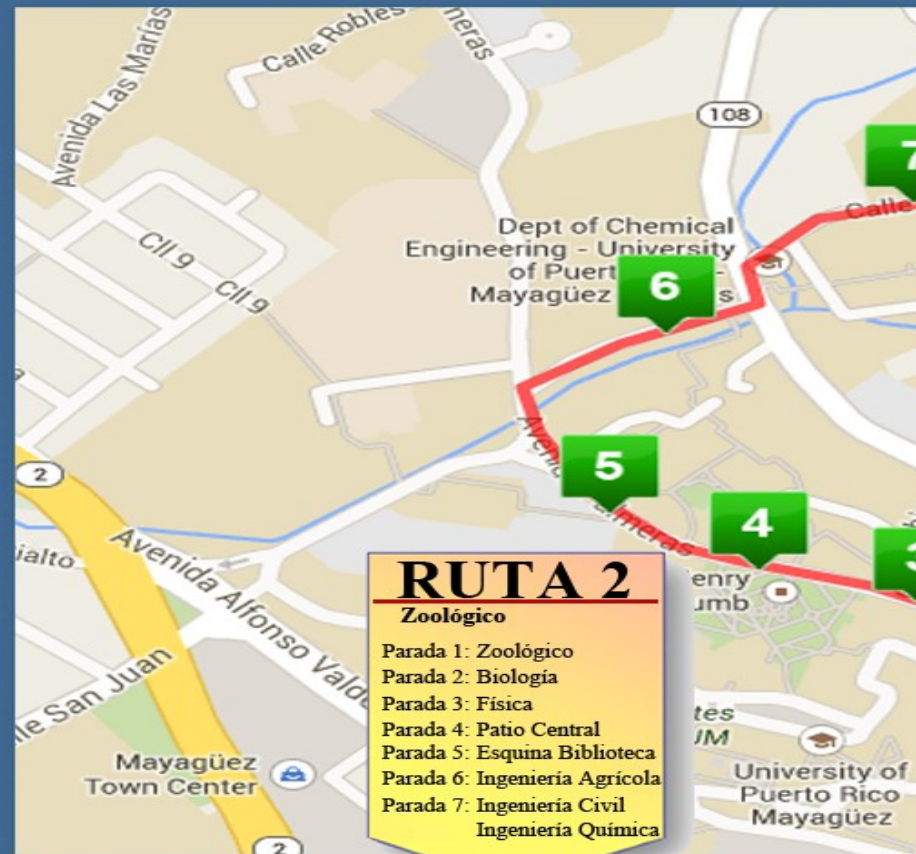 Avenida Las Marías
Calle Robles
108
7
Calle
Dept of Chemical
Engineering - University
of
Mayagüez
6
Cll 9
Cll 9
5
4
2
Avenida Alfonso
RUTA 2
Zoológico
Parada 1: Zoológico
Parada 2: Biología
Parada 3: Física
Parada 4: Patio Central
Parada 5: Esquina Biblioteca
Parada 6: Ingeniería Agrícola
Parada 7: Ingeniería Civil
Ingeniería Química
San Juan
Mayagüez
Town Center
University of
Puerto Rico
Mayagüez
2